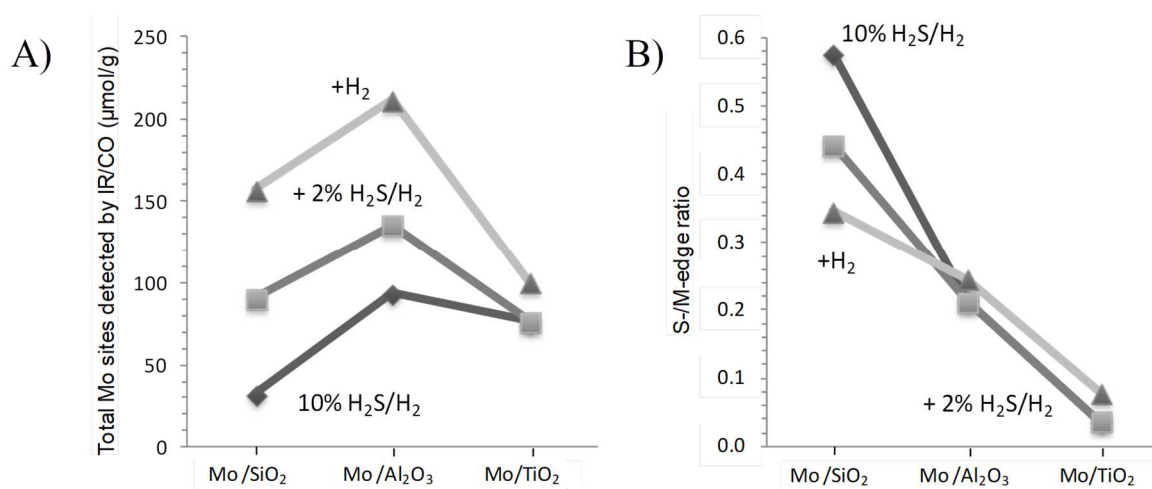 A)
Total Mo sites detected by IR/CO (µmol/g)
250
200
150
100
50
0
+H₂
+ 2% H₂S/H₂
10% H₂S/H₂
Mo/SiO₂ Mo/Al₂O₃ Mo/TiO₂
B)
S-/M-edge ratio
0.6
0.5
0.4
0.3
0.2
0.1
0.0
10% H₂S/H₂
+H₂
+ 2% H₂S/H₂
Mo/SiO₂ Mo/Al₂O₃ Mo/TiO₂